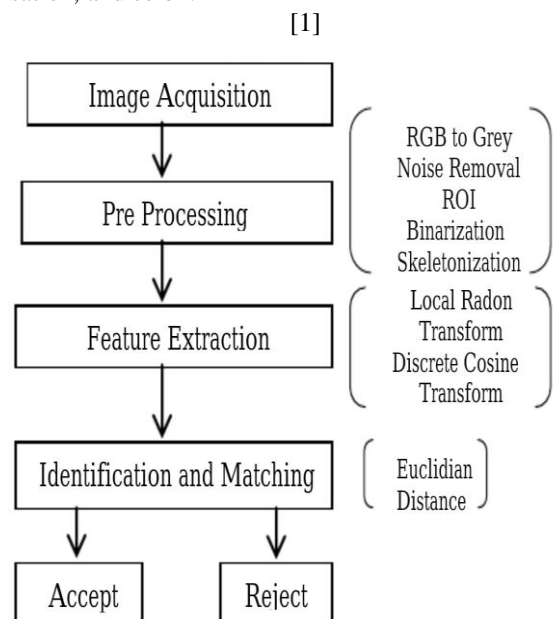 [1]
Image Acquisition
RGB to Grey
Noise Removal
ROI
Binarization
Skeletonization
Pre Processing
Local Radon
Transform
Discrete Cosine
Transform
Feature Extraction
Identification and Matching
Euclidian
Distance
Accept
Reject